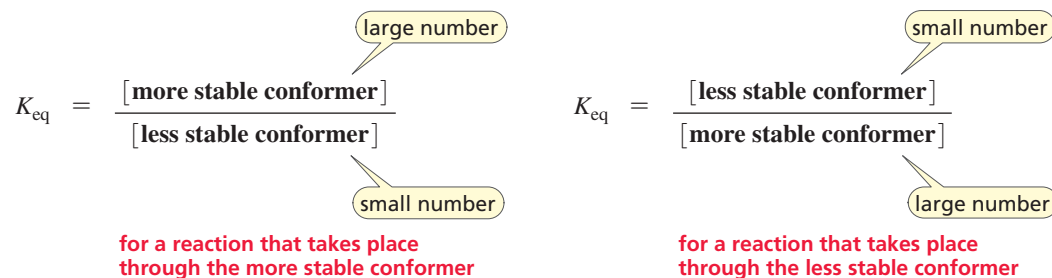 large number
K_eq = [more stable conformer]
[less stable conformer]
small number
for a reaction that takes place
through the more stable conformer
small number
K_eq = [less stable conformer]
[more stable conformer]
large number
for a reaction that takes place
through the less stable conformer